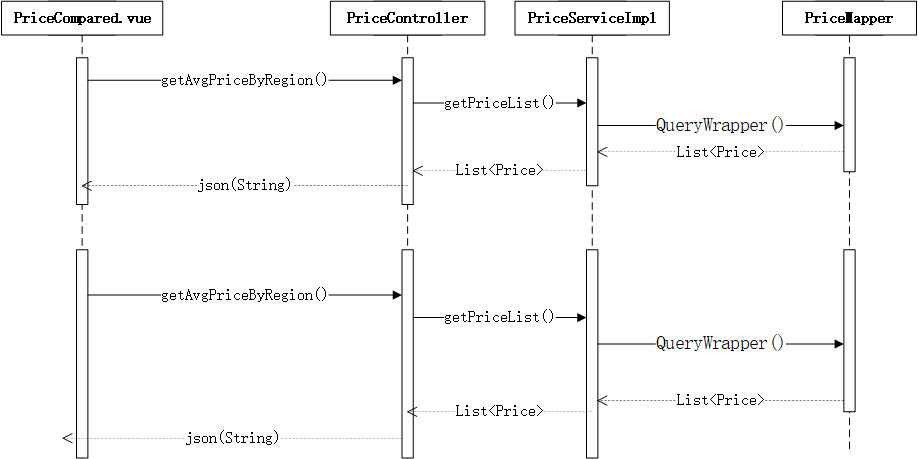 PriceCompared.vue
PriceController
PriceServiceImpl
PriceMapper
getAvgPriceByRegion()
getPriceList()
QueryWrapper()
List<Price>
List<Price>
json(String)
getAvgPriceByRegion()
getPriceList()
QueryWrapper()
List<Price>
List<Price>
json(String)